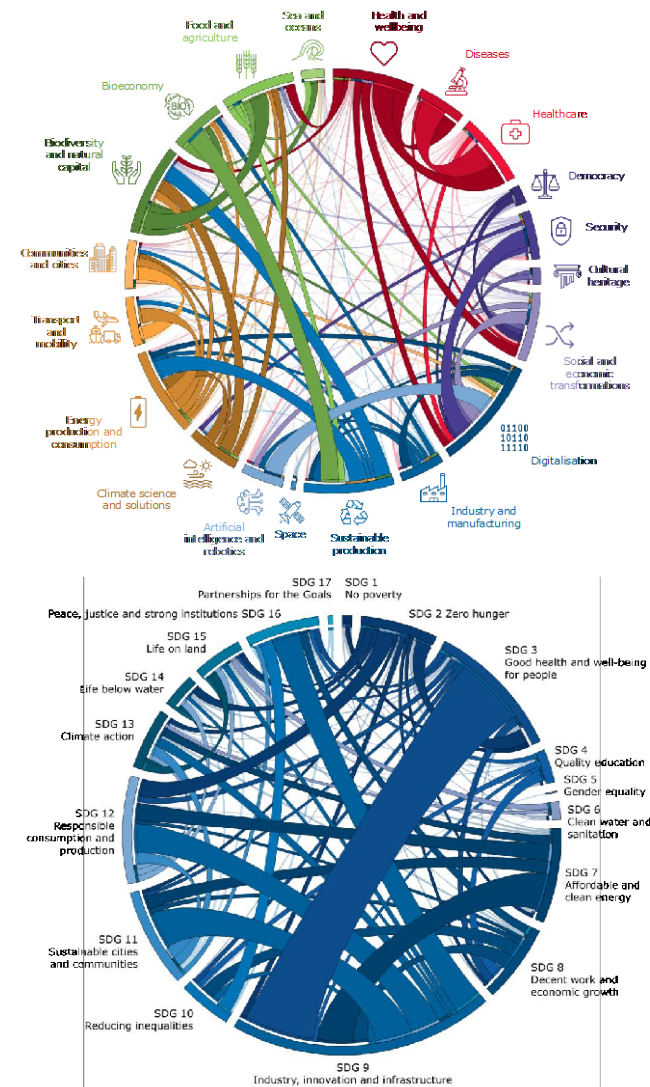 Sea and
oceans
Health and
wellbeing
Food and
agriculture
Diseases
Bioeconomy
BIO
Healthcare
Biodiversity
and natural
capital
Democracy
Security
Communities
and cities
Cultural
heritage
Transport
and
mobility
Social and
economic
transformations
Energy
production and
consumption
01100
10110
11110
Digitalisation
Climate science
and solutions
Artificial
intelligence and
robotics
Space
Sustainable
production
Industry and
manufacturing
SDG 17
Partnerships for the Goals
SDG 1
No poverty
Peace, justice and strong institutions SDG 16
SDG 2 Zero hunger
SDG 15
Life on land
SDG 3
Good health and well-being
for people
SDG 14
Life below water
SDG 13
Climate action
SDG 4
Quality education
SDG 5
Gender equality
SDG 6
Clean water and
sanitation
SDG 12
Responsible
consumption and
production
SDG 7
Affordable and
clean energy
SDG 11
Sustainable cities
and communities
SDG 8
Decent work and
economic growth
SDG 10
Reducing inequalities
SDG 9
Industry, innovation and infrastructure